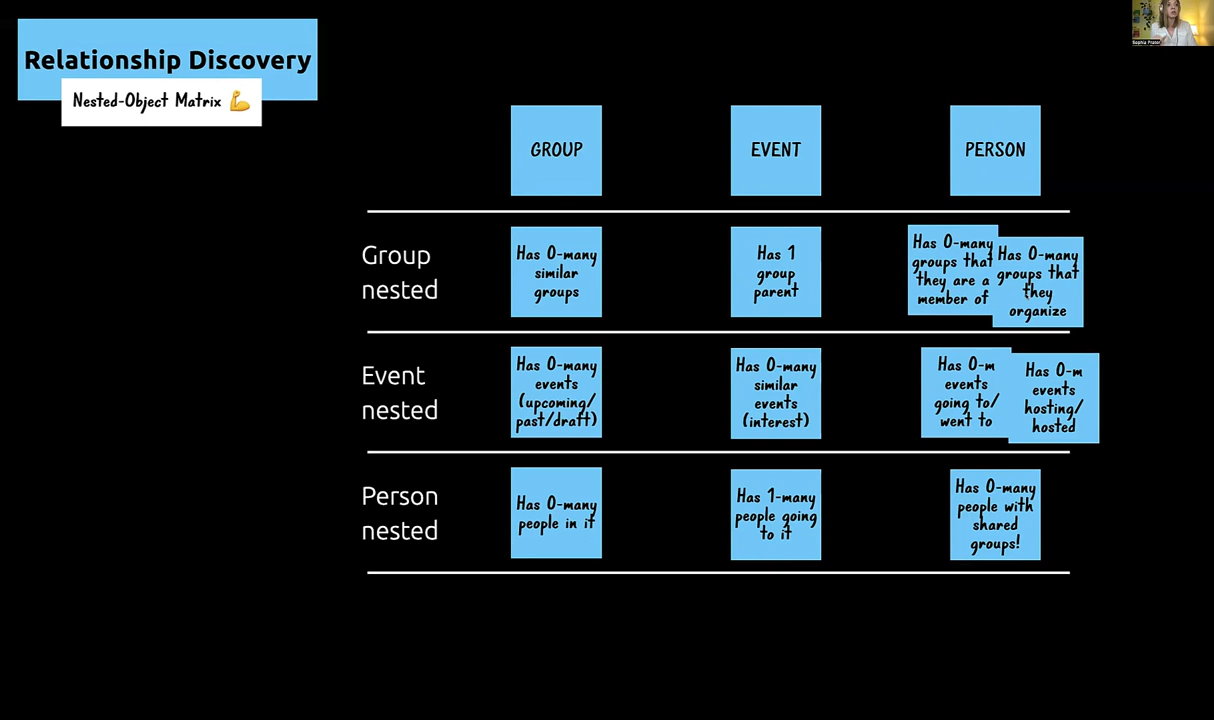 Relationship Discovery
Nested-Object Matrix 💪
Sophia Prater
GROUP
EVENT
PERSON
Group
nested
Has 0-many
similar
groups
Has 1
group
parent
Has 0-many
groups that
they are a
member of
Has 0-many
groups that
they
organize
Event
nested
Has 0-many
events
(upcoming/
past/draft)
Has 0-many
similar
events
(interest)
Has 0-m
events
going to/
went to
Has 0-m
events
hosting/
hosted
Person
nested
Has 0-many
people in it
Has 1-many
people going
to it
Has 0-many
people with
shared
groups!